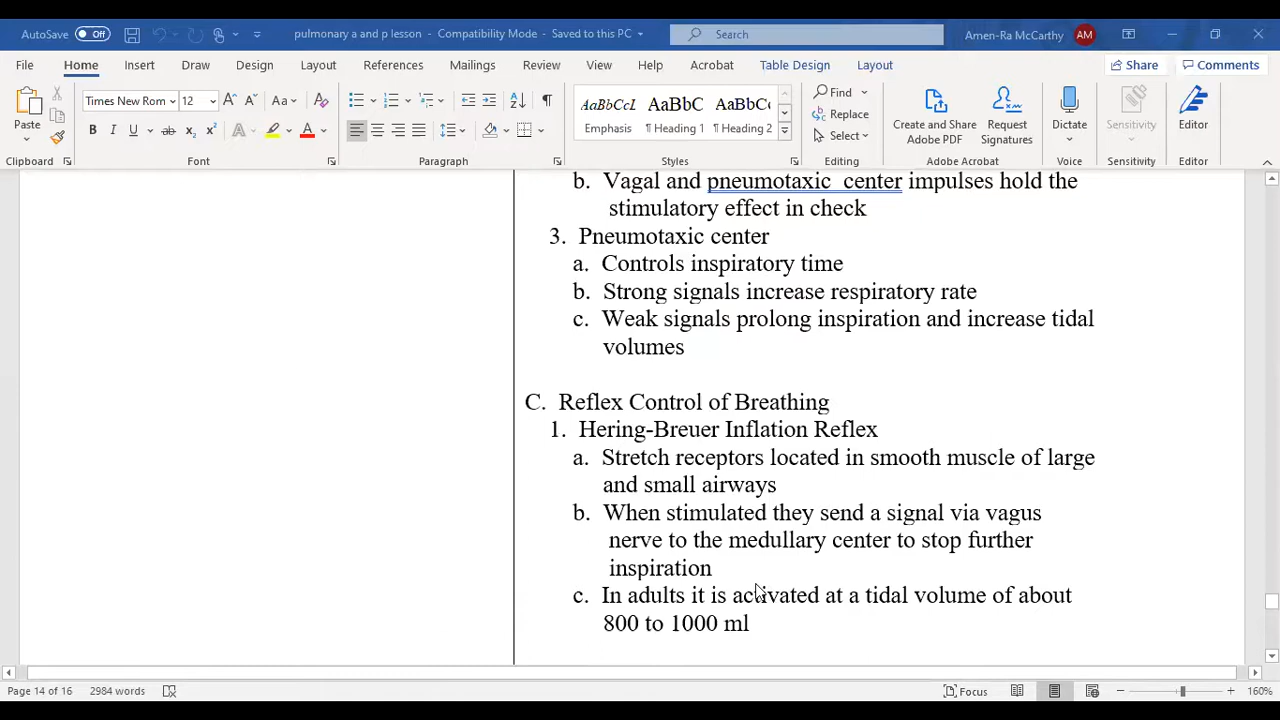 AutoSave Off pulmonary a and p lesson - Compatibility Mode - Saved to this PC Search Amen-Ra McCarthy AM
File Home Insert Draw Design Layout References Mailings Review View Help Acrobat Table Design Layout Share Comments
Paste
Times New Rom 12 A A Aa A
B I U ab x2 x2 A A
AaBbCcL AaBbC AaBbC
Emphasis ¶ Heading 1 ¶ Heading 2
Find
Replace
Select
Create and Share Adobe PDF
Request Signatures
Dictate
Sensitivity
Editor
Clipboard Font Paragraph Styles Editing Adobe Acrobat Voice Sensitivity Editor
b. Vagal and pneumotaxic center impulses hold the
stimulatory effect in check
3. Pneumotaxic center
a. Controls inspiratory time
b. Strong signals increase respiratory rate
c. Weak signals prolong inspiration and increase tidal
volumes
C. Reflex Control of Breathing
1. Hering-Breuer Inflation Reflex
a. Stretch receptors located in smooth muscle of large
and small airways
b. When stimulated they send a signal via vagus
nerve to the medullary center to stop further
inspiration
c. In adults it is activated at a tidal volume of about
800 to 1000 ml
Page 14 of 16 2984 words Focus 160%